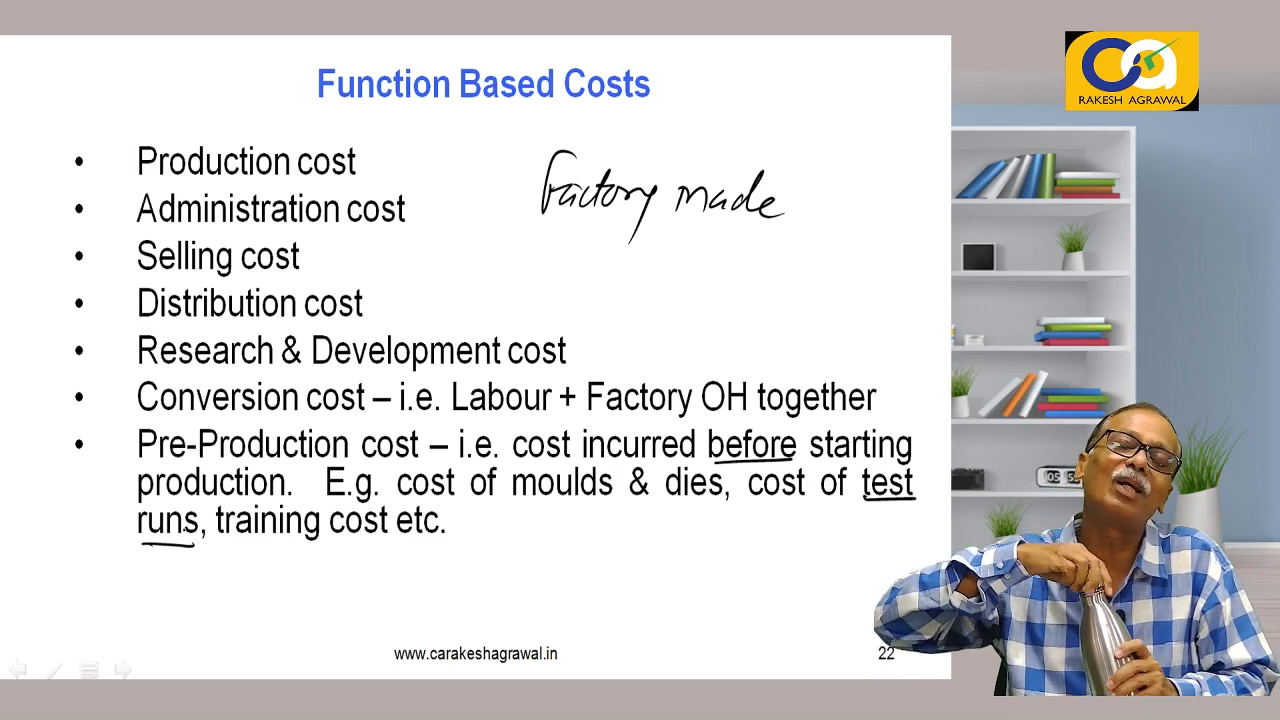 Function Based Costs
RAKESH AGRAWAL
• Production cost
Factory made
• Administration cost
• Selling cost
• Distribution cost
• Research & Development cost
• Conversion cost – i.e. Labour + Factory OH together
• Pre-Production cost – i.e. cost incurred before starting
production. E.g. cost of moulds & dies, cost of test
runs, training cost etc.
www.carakeshagrawal.in
22